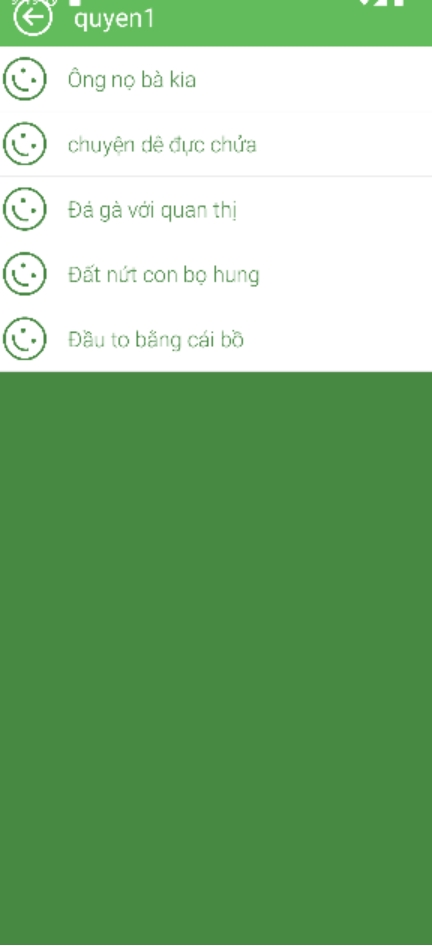 quyen1
Ông nọ bà kia
chuyện dê đực chửa
Đá gà với quan thị
Đất nứt con bọ hung
Đầu to bằng cái bồ